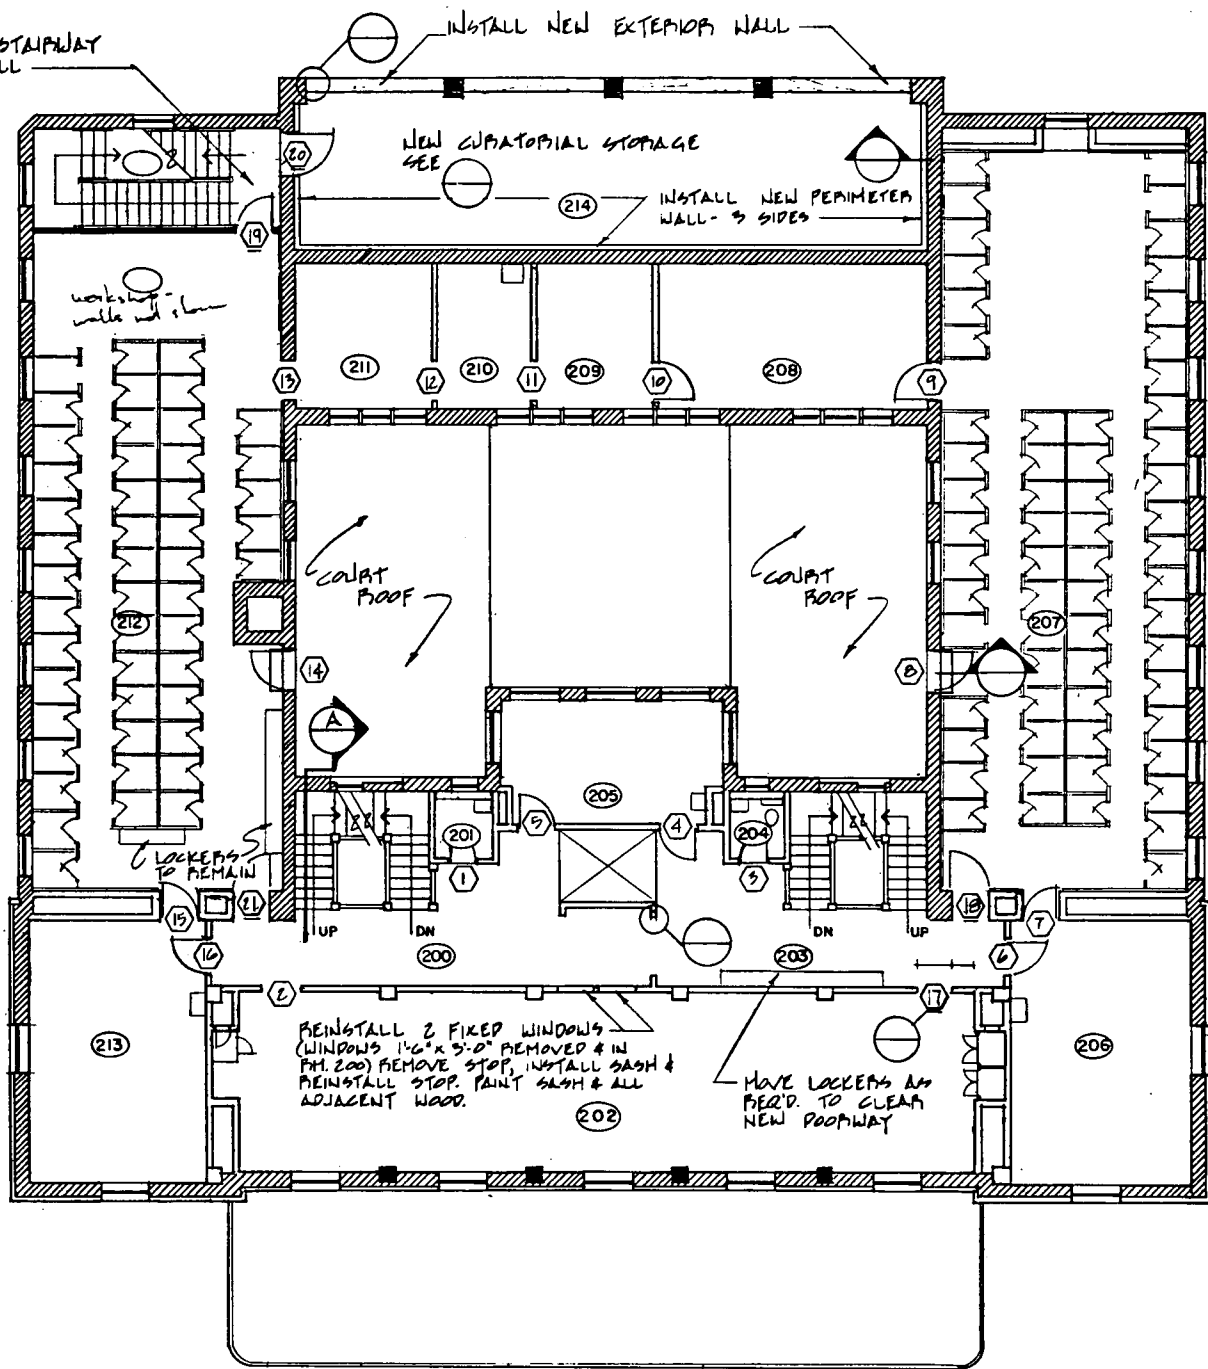 INSTALL NEW EXTERIOR WALL
STAIRWAY
20
NEW CURATORIAL STORAGE
SEE
214
INSTALL NEW PERIMETER
WALL - 3 SIDES
19
workshop -
walls not shown
211
210
209
208
13
12
11
10
9
COURT
ROOF
COURT
ROOF
212
207
14
8
A
205
201
5
4
204
LOCKERS
TO REMAIN
1
3
15
21
18
7
UP
DN
DN
UP
16
200
203
6
2
17
REINSTALL 2 FIXED WINDOWS
(WINDOWS 1'-6" x 3'-0" REMOVED & IN
RM. 200) REMOVE STOP, INSTALL SASH &
REINSTALL STOP. PAINT SASH & ALL
ADJACENT WOOD.
213
206
MOVE LOCKERS AS
REQ'D. TO CLEAR
NEW DOORWAY
202